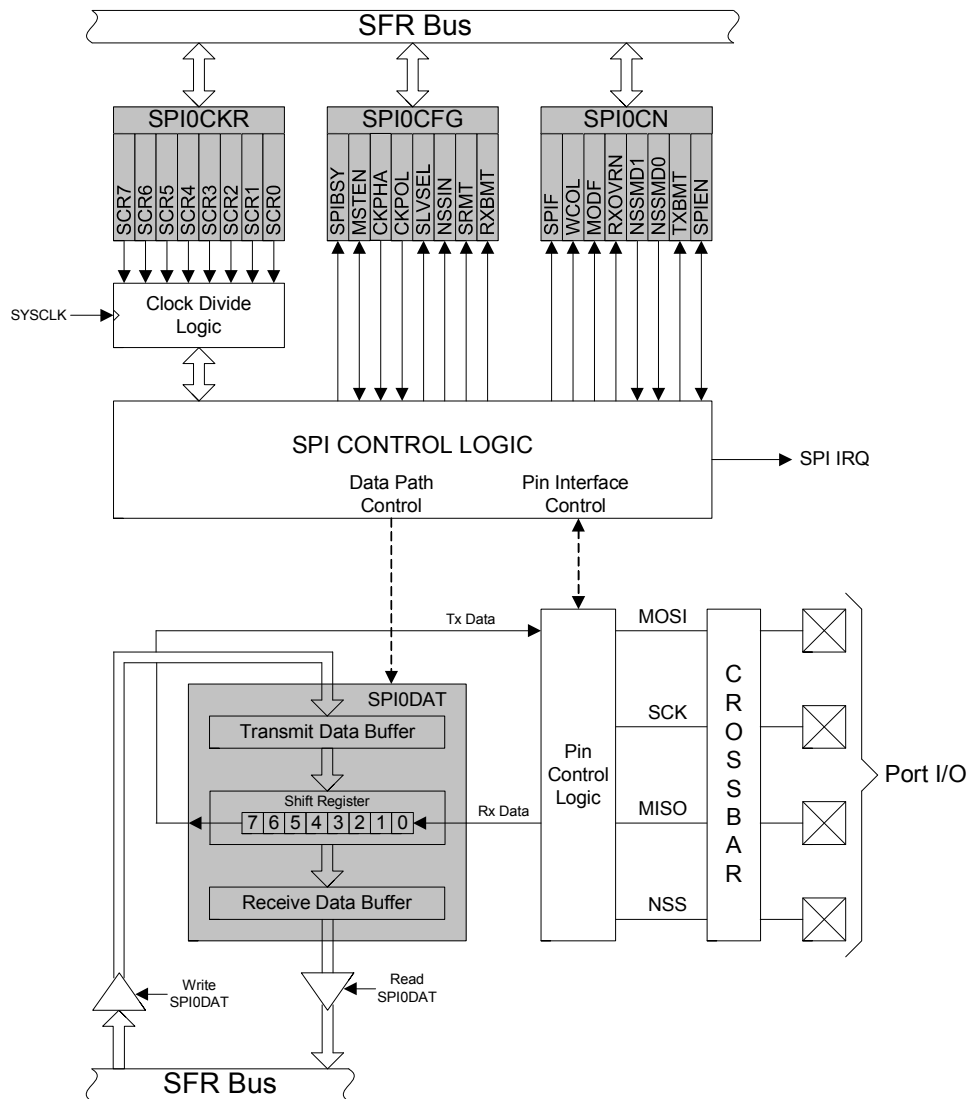 SFR Bus
SPI0CKR
SPI0CFG
SPI0CN
SCR7
SCR6
SCR5
SCR4
SCR3
SCR2
SCR1
SCR0
SPIBSY
MSTEN
CKPHA
CKPOL
SLVSEL
NSSIN
SRMT
RXBMT
SPIF
WCOL
MODF
RXOVRN
NSSMD1
NSSMD0
TXBMT
SPIEN
SYSCLK
Clock Divide
Logic
SPI CONTROL LOGIC
SPI IRQ
Data Path
Control
Pin Interface
Control
Tx Data
MOSI
SPI0DAT
Transmit Data Buffer
SCK
Shift Register
7 6 5 4 3 2 1 0
Rx Data
Pin
Control
Logic
MISO
CROSSBAR
Port I/O
Receive Data Buffer
NSS
Write
SPI0DAT
Read
SPI0DAT
SFR Bus